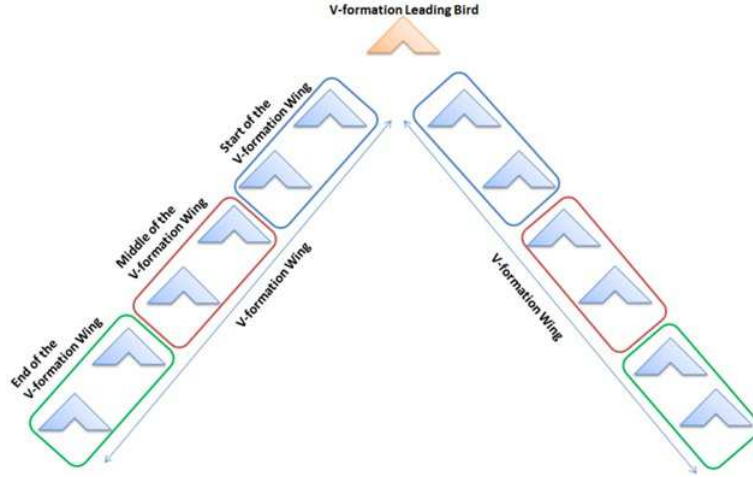 V-formation Leading Bird
Start of the
V-formation Wing
Middle of the
V-formation Wing
End of the
V-formation Wing
V-formation Wing
V-formation Wing